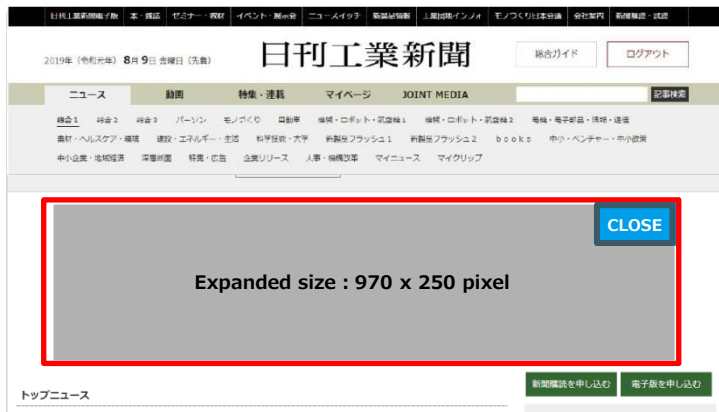 日刊工業新聞電子版 本・雑誌 セミナー・教材 イベント・展示会 ニュースイッチ 新製品情報 工業団地インフォ モノづくり日本会議 会社案内 新聞購読・試読
2019年（令和元年）8月9日 金曜日（先負）
日刊工業新聞
総合ガイド
ログアウト
ニュース 動画 特集・連載 マイページ JOINT MEDIA
記事検索
総合1 総合2 総合3 パーソン モノづくり 自動車 機械・ロボット・航空機1 機械・ロボット・航空機2 電機・電子部品・情報・通信
素材・ヘルスケア・環境 建設・エネルギー・生活 科学技術・大学 新製品フラッシュ1 新製品フラッシュ2 books 中小・ベンチャー・中小政策
中小企業・地域経済 深層断面 特集・広告 企業リリース 人事・機構改革 マイニュース マイクリップ
CLOSE
Expanded size : 970 x 250 pixel
新聞購読を申し込む
電子版を申し込む
トップニュース